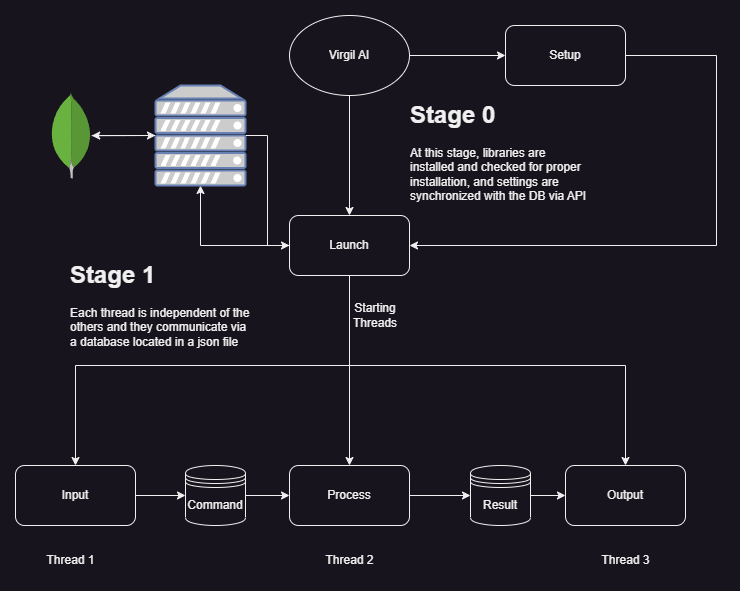 Virgil AI
Setup
Stage 0
At this stage, libraries are
installed and checked for proper
installation, and settings are
synchronized with the DB via API
Launch
Stage 1
Each thread is independent of the
others and they communicate via
a database located in a json file
Starting
Threads
Input
Command
Process
Result
Output
Thread 1
Thread 2
Thread 3